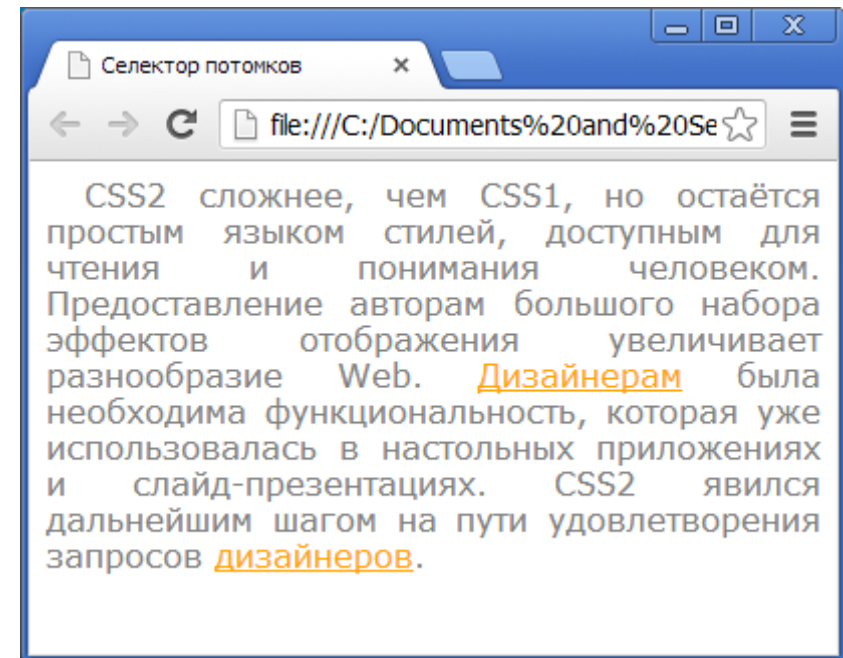 Селектор потомков
file:///C:/Documents%20and%20Se
CSS2 сложнее, чем CSS1, но остаётся
простым языком стилей, доступным для
чтения и понимания человеком.
Предоставление авторам большого набора
эффектов отображения увеличивает
разнообразие Web. Дизайнерам была
необходима функциональность, которая уже
использовалась в настольных приложениях
и слайд-презентациях. CSS2 явился
дальнейшим шагом на пути удовлетворения
запросов дизайнеров.